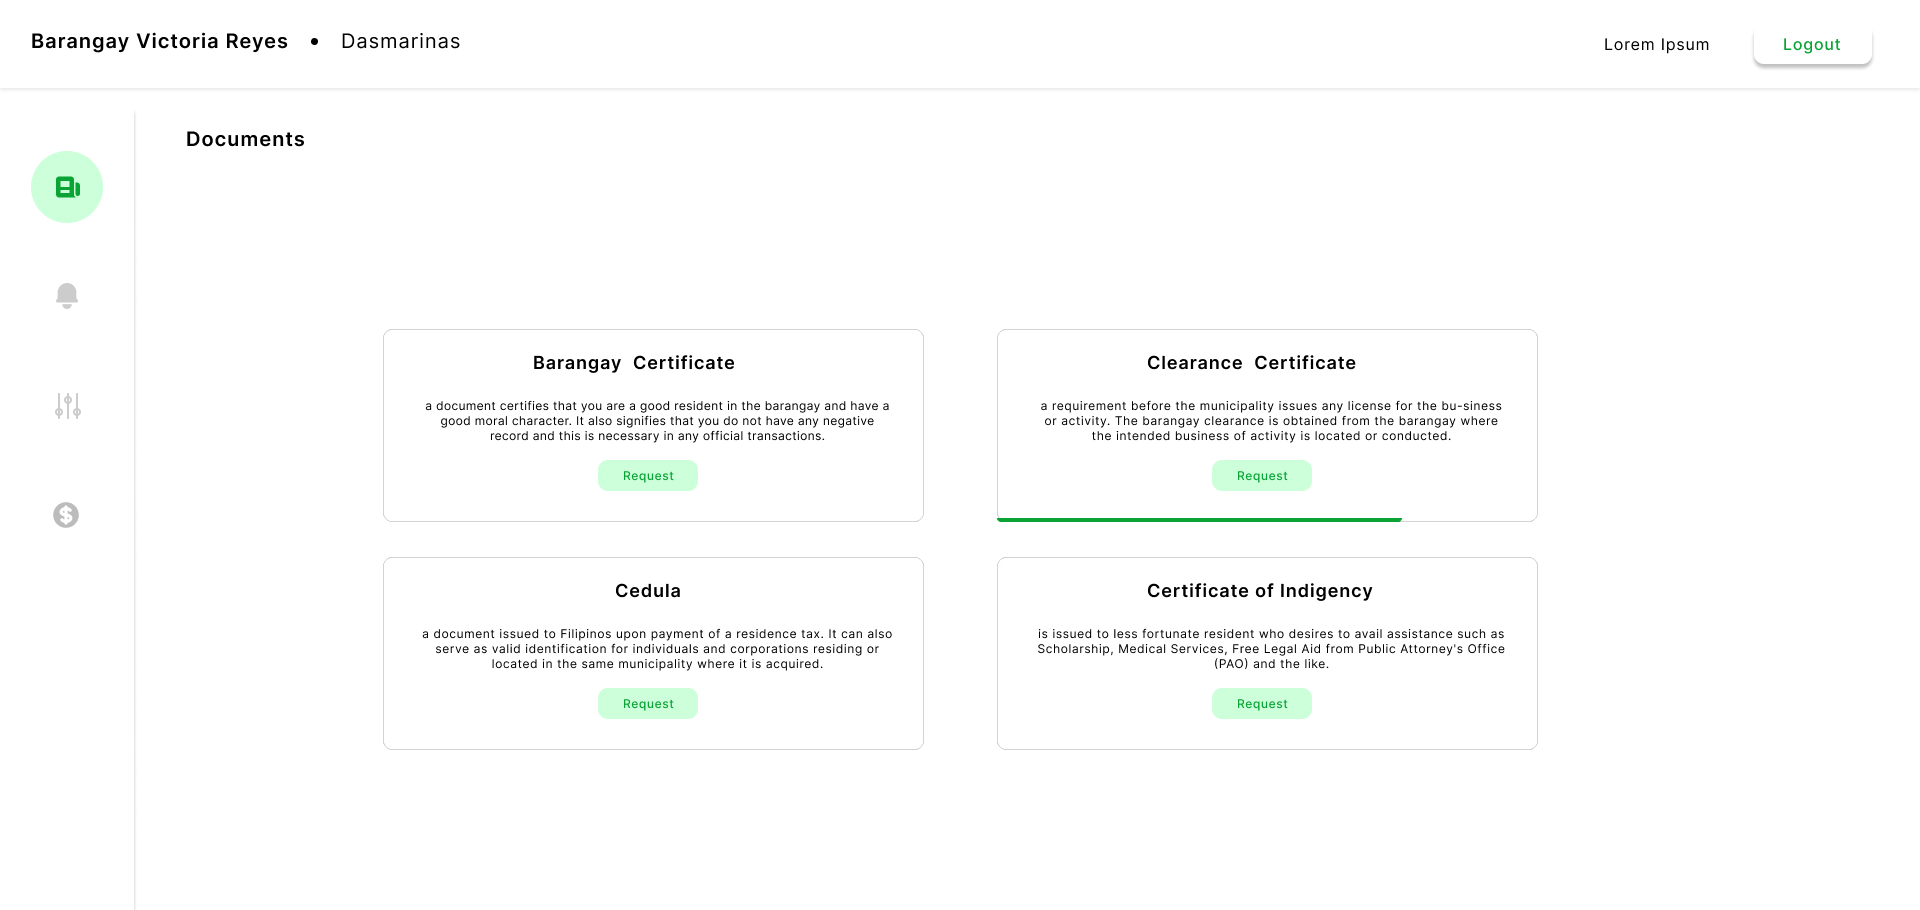 Barangay Victoria Reyes • Dasmarinas
Lorem Ipsum
Logout
Documents
Barangay Certificate
a document certifies that you are a good resident in the barangay and have a
good moral character. It also signifies that you do not have any negative
record and this is necessary in any official transactions.
Request
Clearance Certificate
a requirement before the municipality issues any license for the bu-siness
or activity. The barangay clearance is obtained from the barangay where
the intended business of activity is located or conducted.
Request
Cedula
a document issued to Filipinos upon payment of a residence tax. It can also
serve as valid identification for individuals and corporations residing or
located in the same municipality where it is acquired.
Request
Certificate of Indigency
is issued to less fortunate resident who desires to avail assistance such as
Scholarship, Medical Services, Free Legal Aid from Public Attorney's Office
(PAO) and the like.
Request